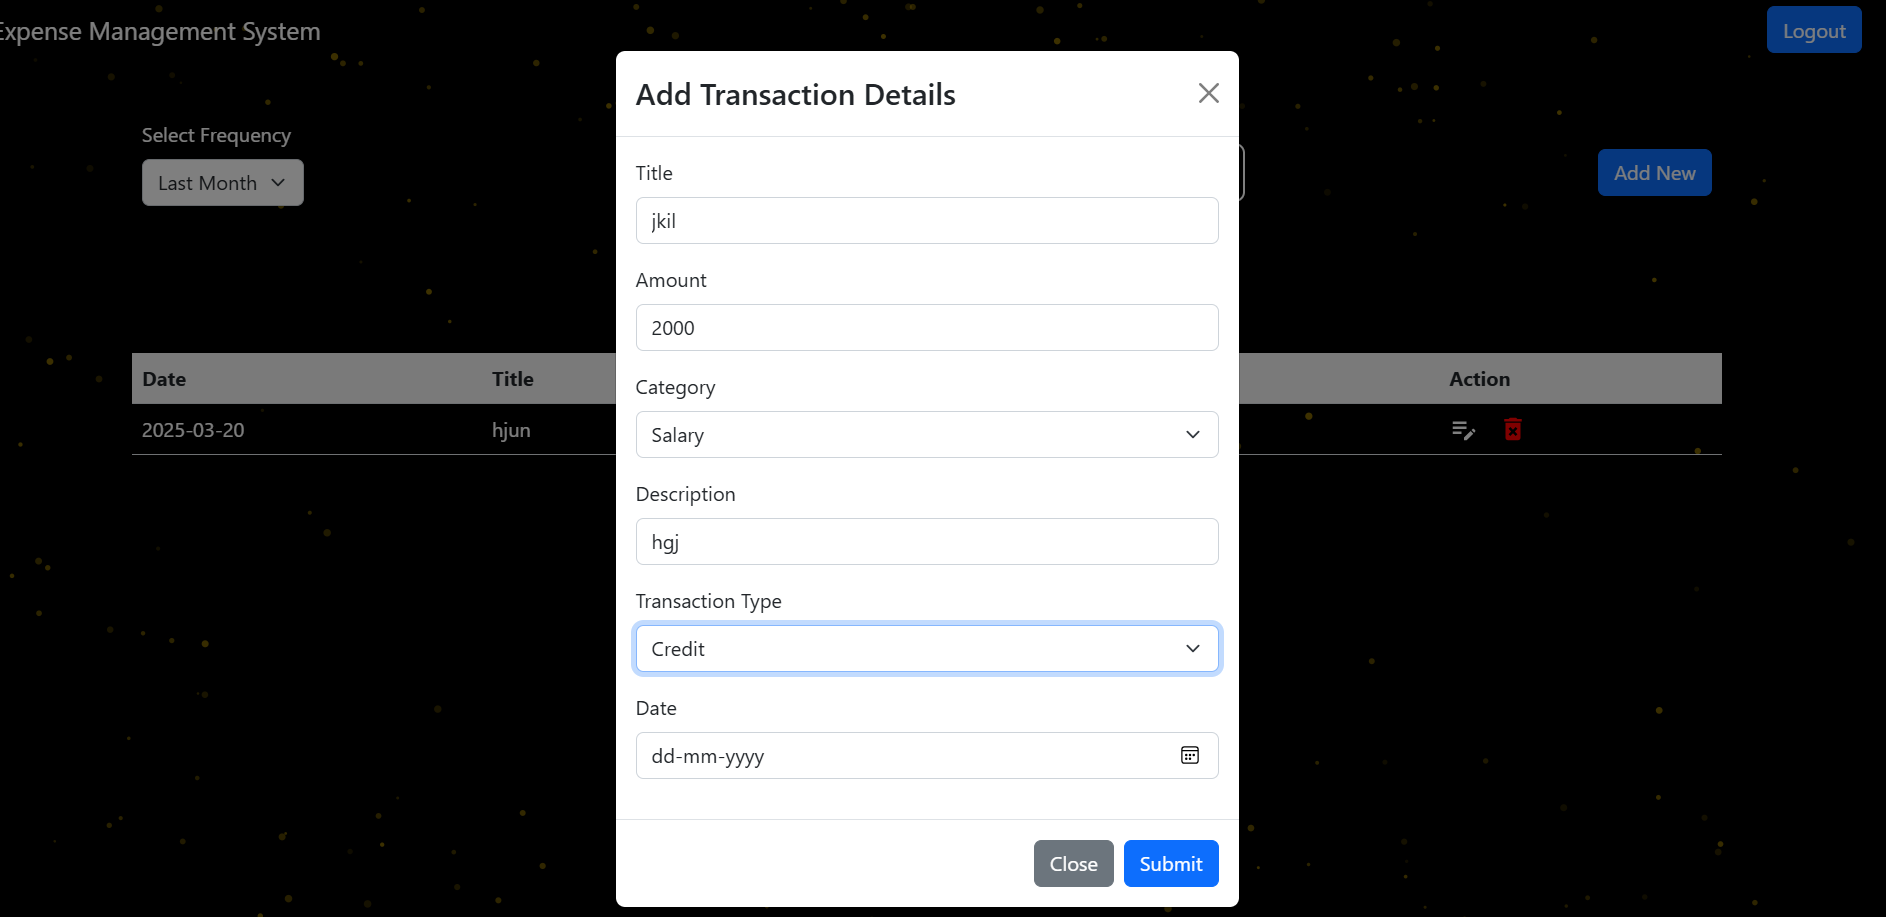 Expense Management System
Logout
Select Frequency
Last Month
Add New
Date Title Action
2025-03-20 hjun
Add Transaction Details
Title
jkil
Amount
2000
Category
Salary
Description
hgj
Transaction Type
Credit
Date
dd-mm-yyyy
Close Submit